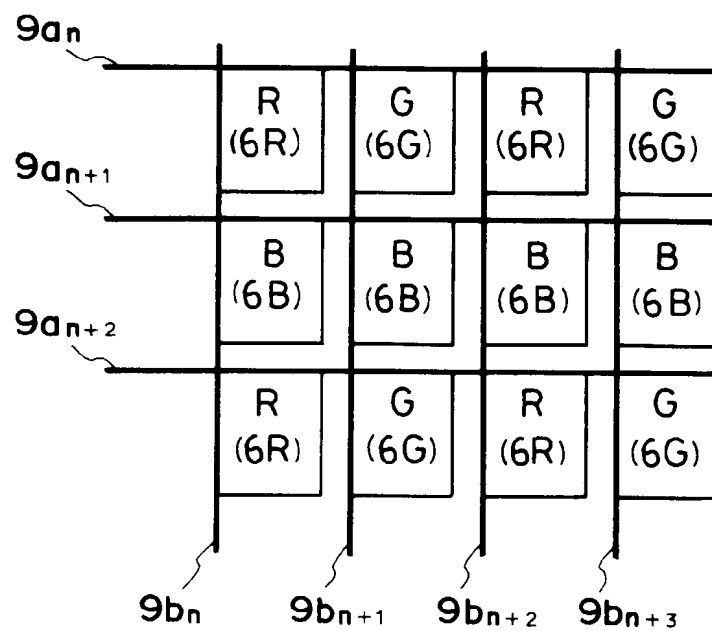 9aₙ
R G R G
(6R) (6G) (6R) (6G)
9aₙ₊₁
B B B B
(6B) (6B) (6B) (6B)
9aₙ₊₂
R G R G
(6R) (6G) (6R) (6G)
9bₙ 9bₙ₊₁ 9bₙ₊₂ 9bₙ₊₃